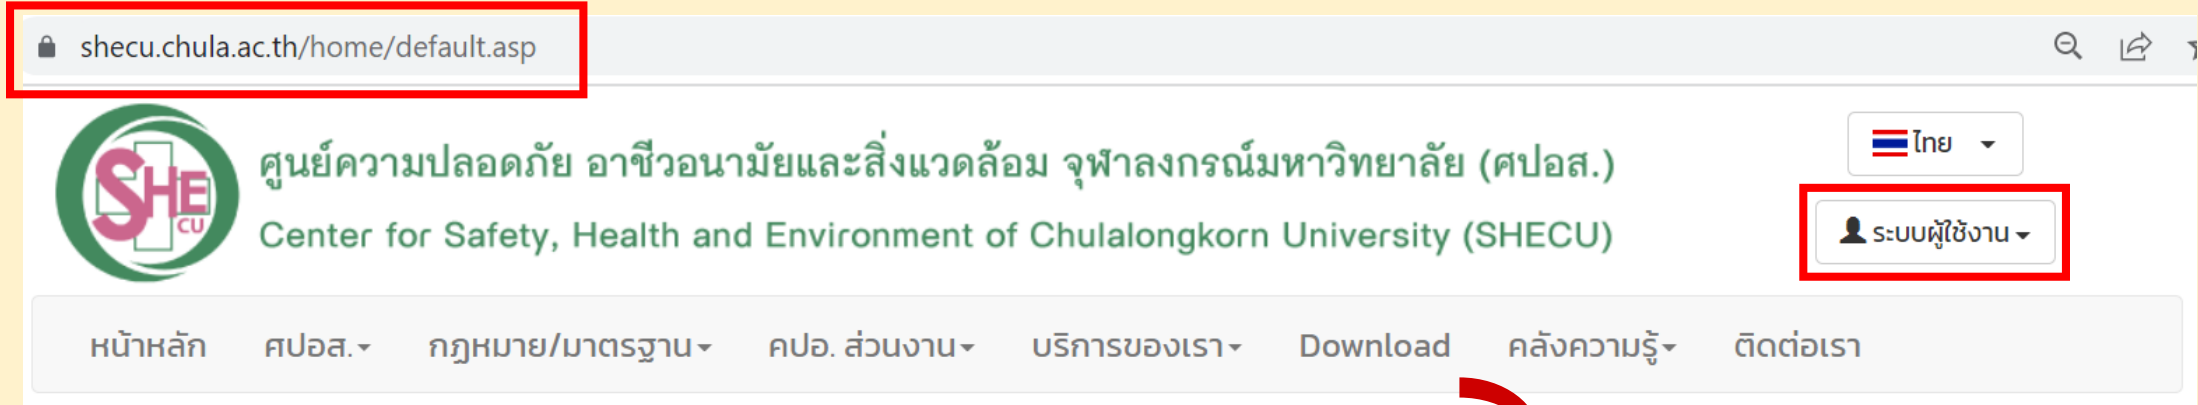 shecu.chula.ac.th/home/default.asp
SHE
CU
ศูนย์ความปลอดภัย อาชีวอนามัยและสิ่งแวดล้อม จุฬาลงกรณ์มหาวิทยาลัย (ศปอส.)
ไทย
Center for Safety, Health and Environment of Chulalongkorn University (SHECU)
ระบบผู้ใช้งาน
หน้าหลัก ศปอส. กฎหมาย/มาตรฐาน คปอ. ส่วนงาน บริการของเรา Download คลังความรู้ ติดต่อเรา